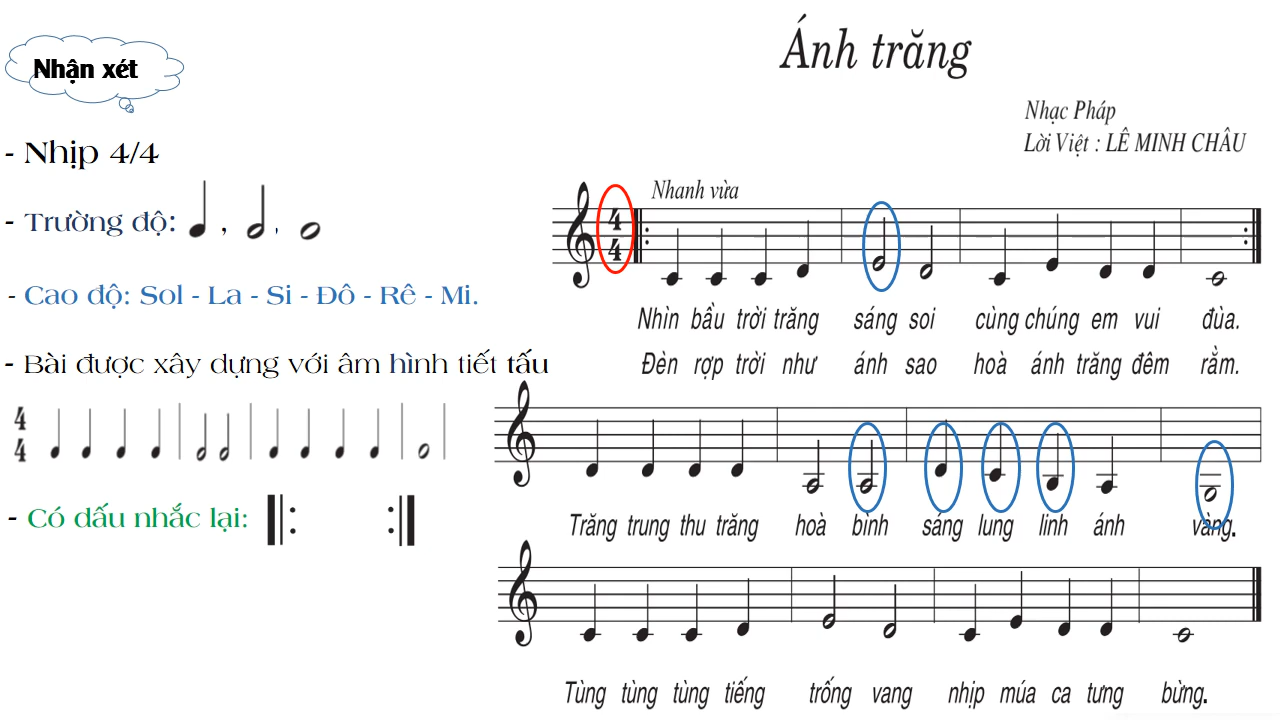 Nhận xét
- Nhịp 4/4
- Trường độ: , ,
- Cao độ: Sol - La - Si - Đô - Rê - Mi.
- Bài được xây dựng với âm hình tiết tấu
4
4
- Có dấu nhắc lại:
Ánh trăng
Nhạc Pháp
Lời Việt : LÊ MINH CHÂU
Nhanh vừa
4
4
Nhìn bầu trời trăng sáng soi cùng chúng em vui đùa.
Đèn rợp trời như ánh sao hoà ánh trăng đêm rằm.
Trăng trung thu trăng hoà bình sáng lung linh ánh vàng.
Tùng tùng tùng tiếng trống vang nhịp múa ca tưng bừng.